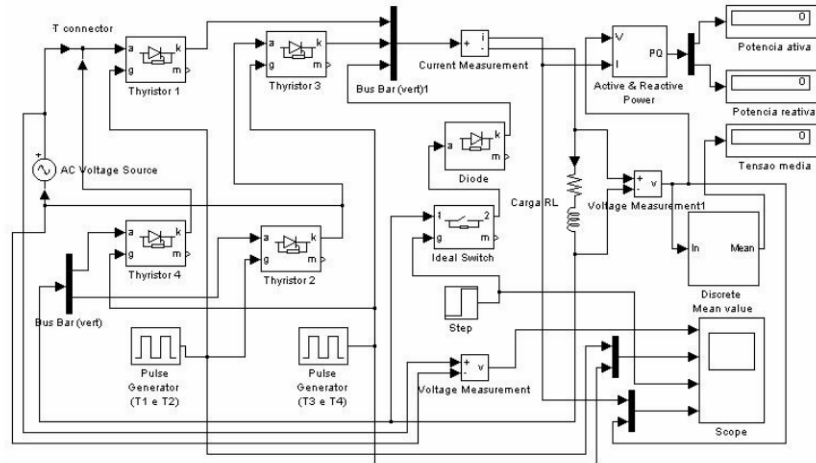 T connector
a
k
g
m
Thyristor 1
a
k
g
m
Thyristor 3
Bus Bar (vert)1
+
i
-
Current Measurement
V
I
PQ
Active & Reactive
Power
0
Potencia ativa
0
Potencia reativa
0
Tensao media
+
AC Voltage Source
a
k
m
Diode
Carga RL
+
-
v
Voltage Measurement1
a
k
g
m
Thyristor 4
a
k
g
m
Thyristor 2
1
2
g
m
Ideal Switch
In
Mean
Discrete
Mean value
Bus Bar (vert)
Step
Pulse
Generator
(T1 e T2)
Pulse
Generator
(T3 e T4)
+
-
v
Voltage Measurement
Scope